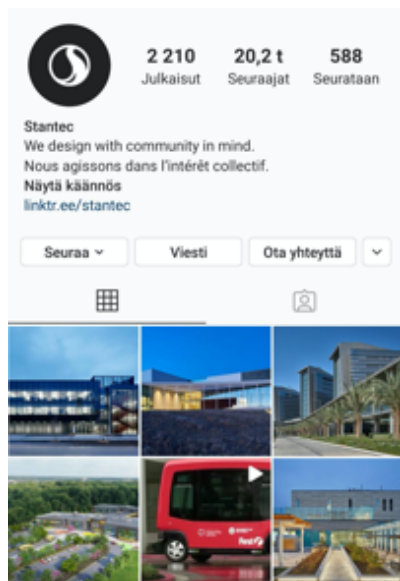 2 210 20,2 t 588
Julkaisut Seuraajat Seurataan
Stantec
We design with community in mind.
Nous agissons dans l'intérêt collectif.
Näytä käännös
linktr.ee/stantec
Seuraa Viesti Ota yhteyttä
First